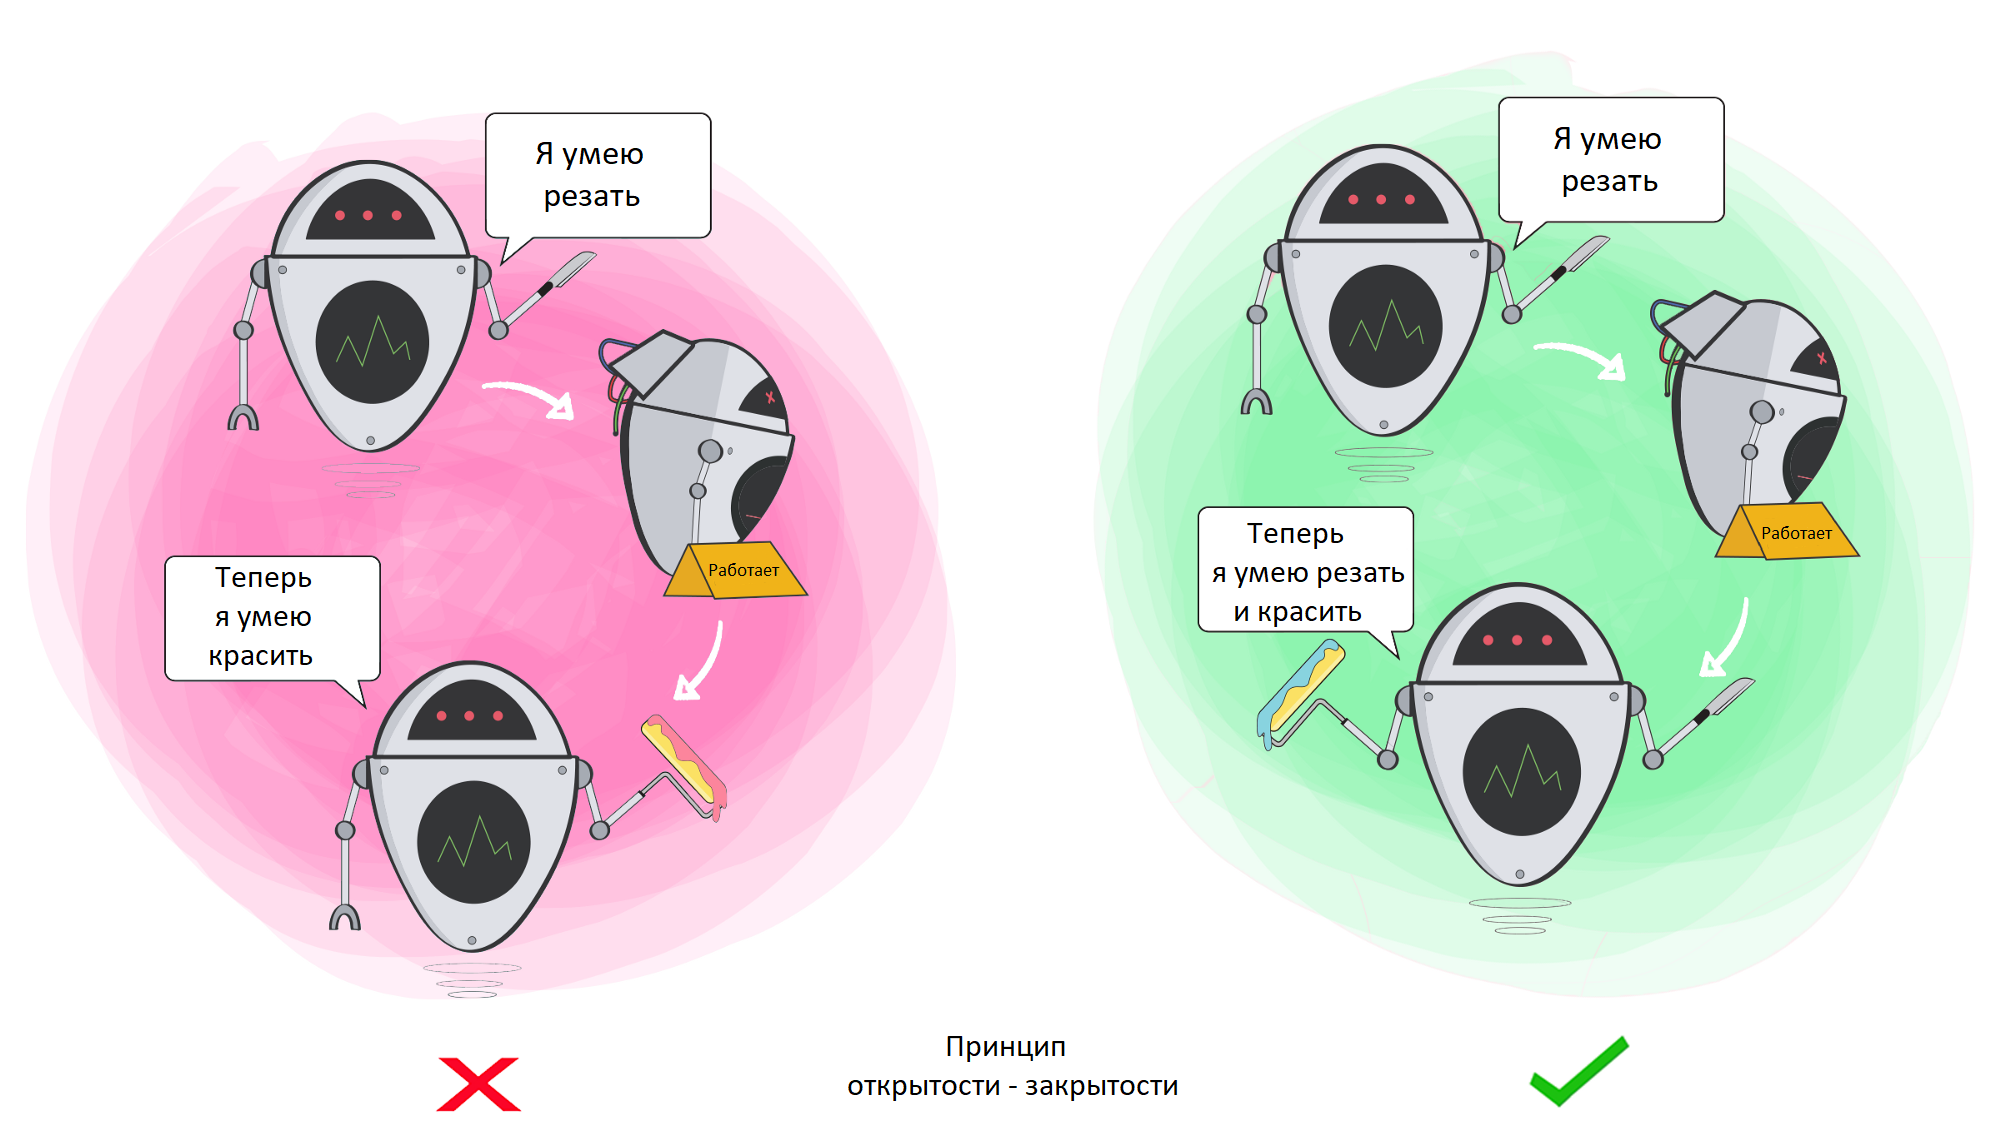 Я умею
резать
Работает
Теперь
я умею
красить
Я умею
резать
Работает
Теперь
я умею резать
и красить
Принцип
открытости - закрытости